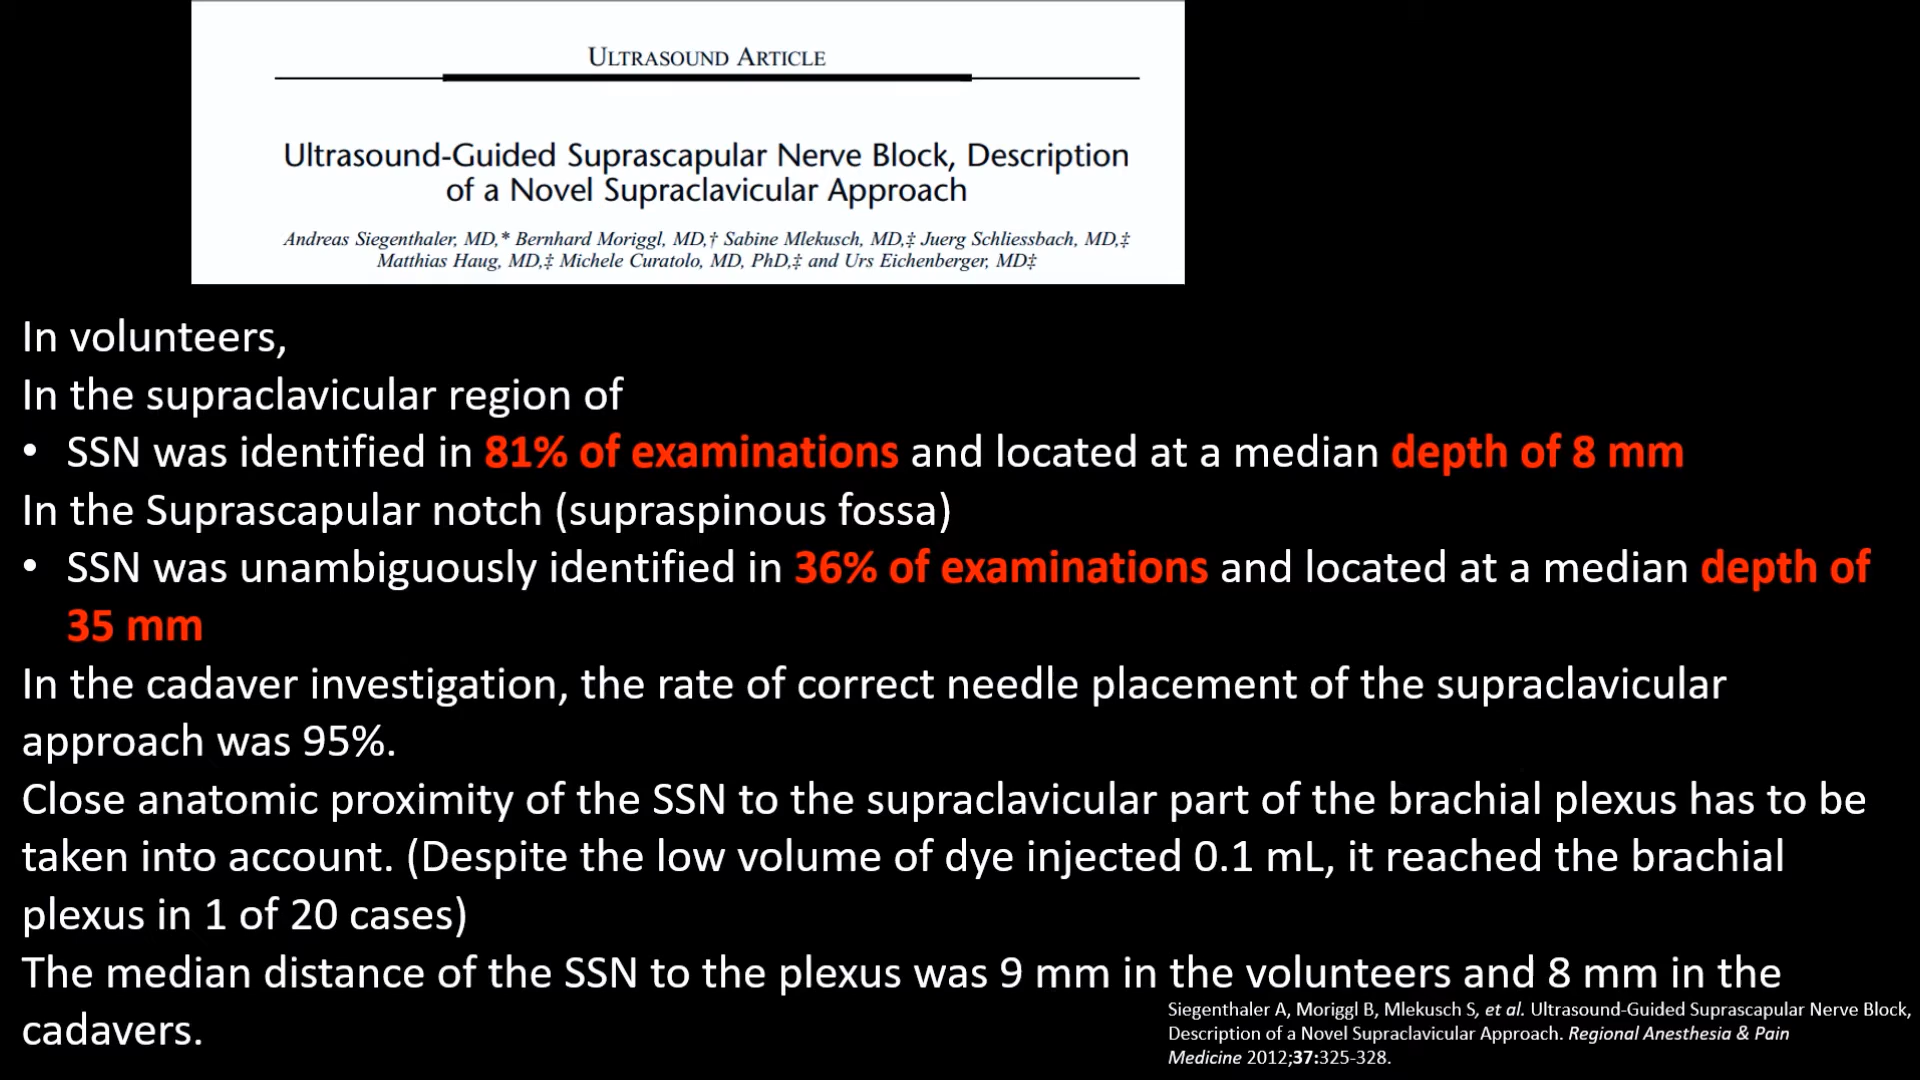 ULTRASOUND ARTICLE
Ultrasound-Guided Suprascapular Nerve Block, Description
of a Novel Supraclavicular Approach
Andreas Siegenthaler, MD,* Bernhard Moriggl, MD,† Sabine Mlekusch, MD,‡ Juerg Schliessbach, MD,‡
Matthias Haug, MD,‡ Michele Curatolo, MD, PhD,‡ and Urs Eichenberger, MD‡
In volunteers,
In the supraclavicular region of
• SSN was identified in 81% of examinations and located at a median depth of 8 mm
In the Suprascapular notch (supraspinous fossa)
• SSN was unambiguously identified in 36% of examinations and located at a median depth of
35 mm
In the cadaver investigation, the rate of correct needle placement of the supraclavicular
approach was 95%.
Close anatomic proximity of the SSN to the supraclavicular part of the brachial plexus has to be
taken into account. (Despite the low volume of dye injected 0.1 mL, it reached the brachial
plexus in 1 of 20 cases)
The median distance of the SSN to the plexus was 9 mm in the volunteers and 8 mm in the
cadavers.
Siegenthaler A, Moriggl B, Mlekusch S, et al. Ultrasound-Guided Suprascapular Nerve Block,
Description of a Novel Supraclavicular Approach. Regional Anesthesia & Pain
Medicine 2012;37:325-328.